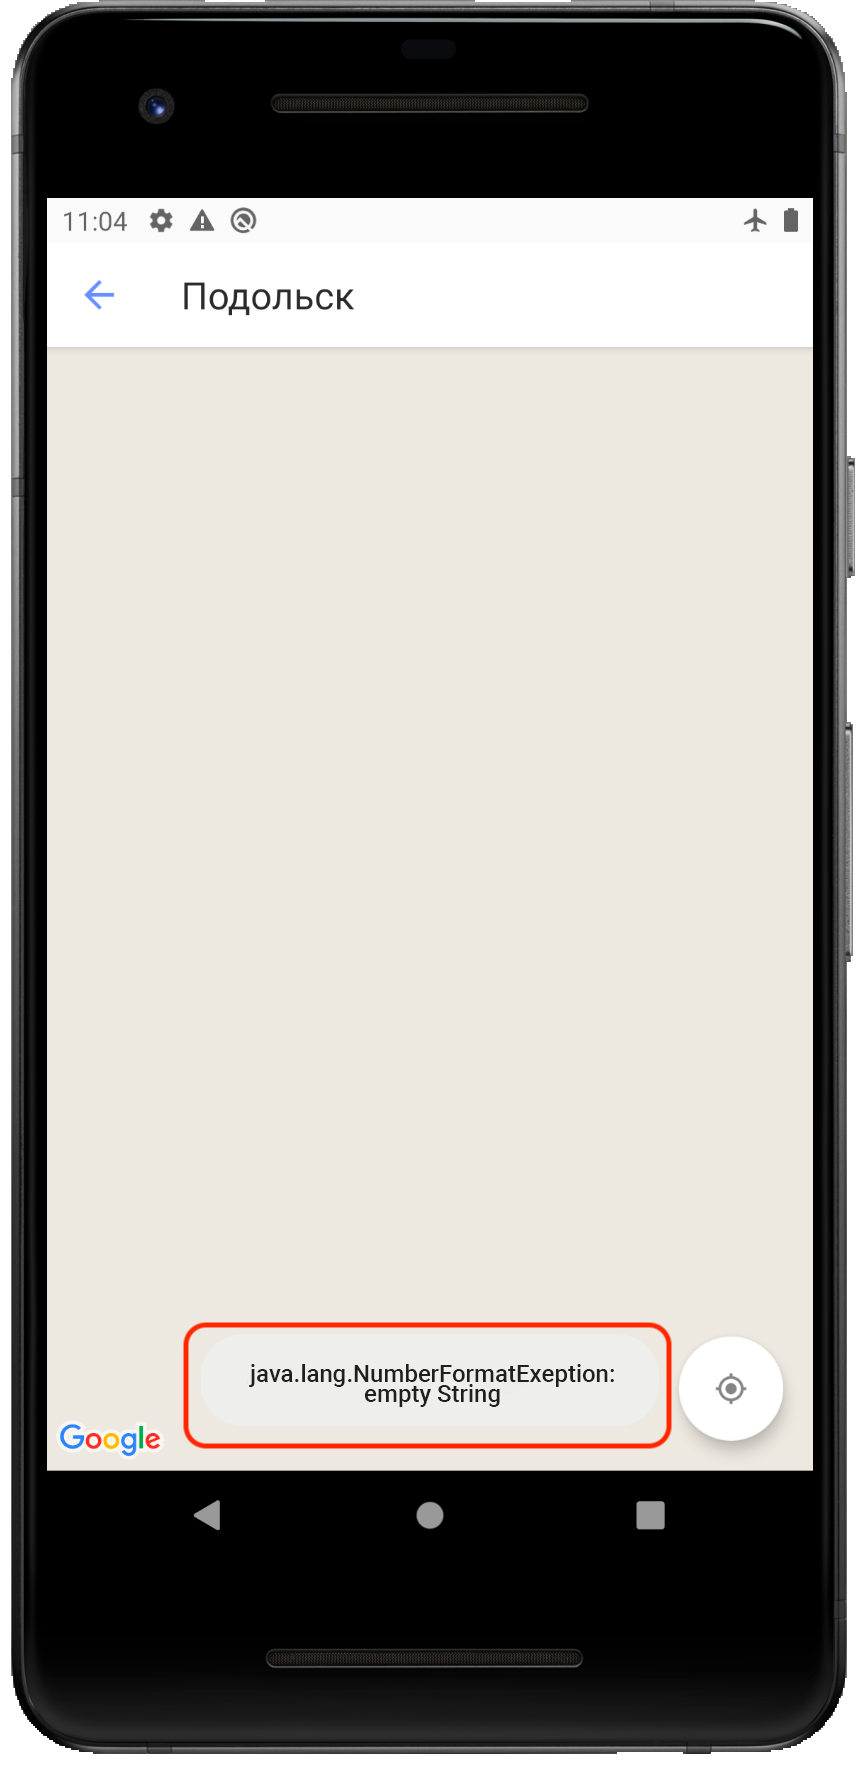 11:04
Подольск
java.lang.NumberFormatExeption:
empty String
Google